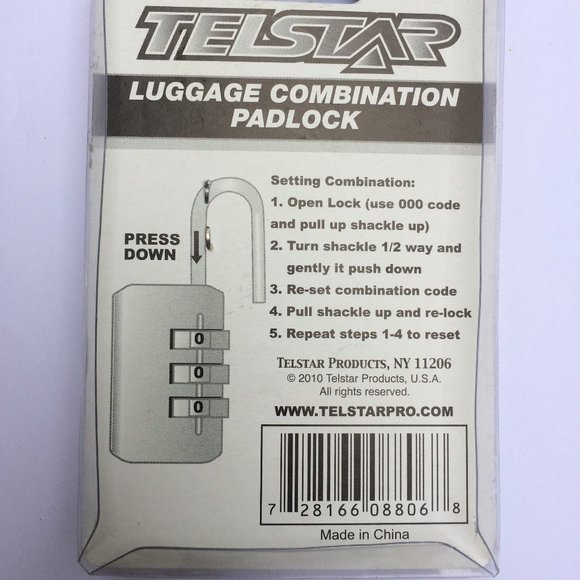 TELSTAR
LUGGAGE COMBINATION
PADLOCK
PRESS
DOWN
0
0
0
Setting Combination:
1. Open Lock (use 000 code
and pull up shackle up)
2. Turn shackle 1/2 way and
gently it push down
3. Re-set combination code
4. Pull shackle up and re-lock
5. Repeat steps 1-4 to reset
TELSTAR PRODUCTS, NY 11206
© 2010 Telstar Products, U.S.A.
All rights reserved.
WWW.TELSTARPRO.COM
7 28166 08806 8
Made in China